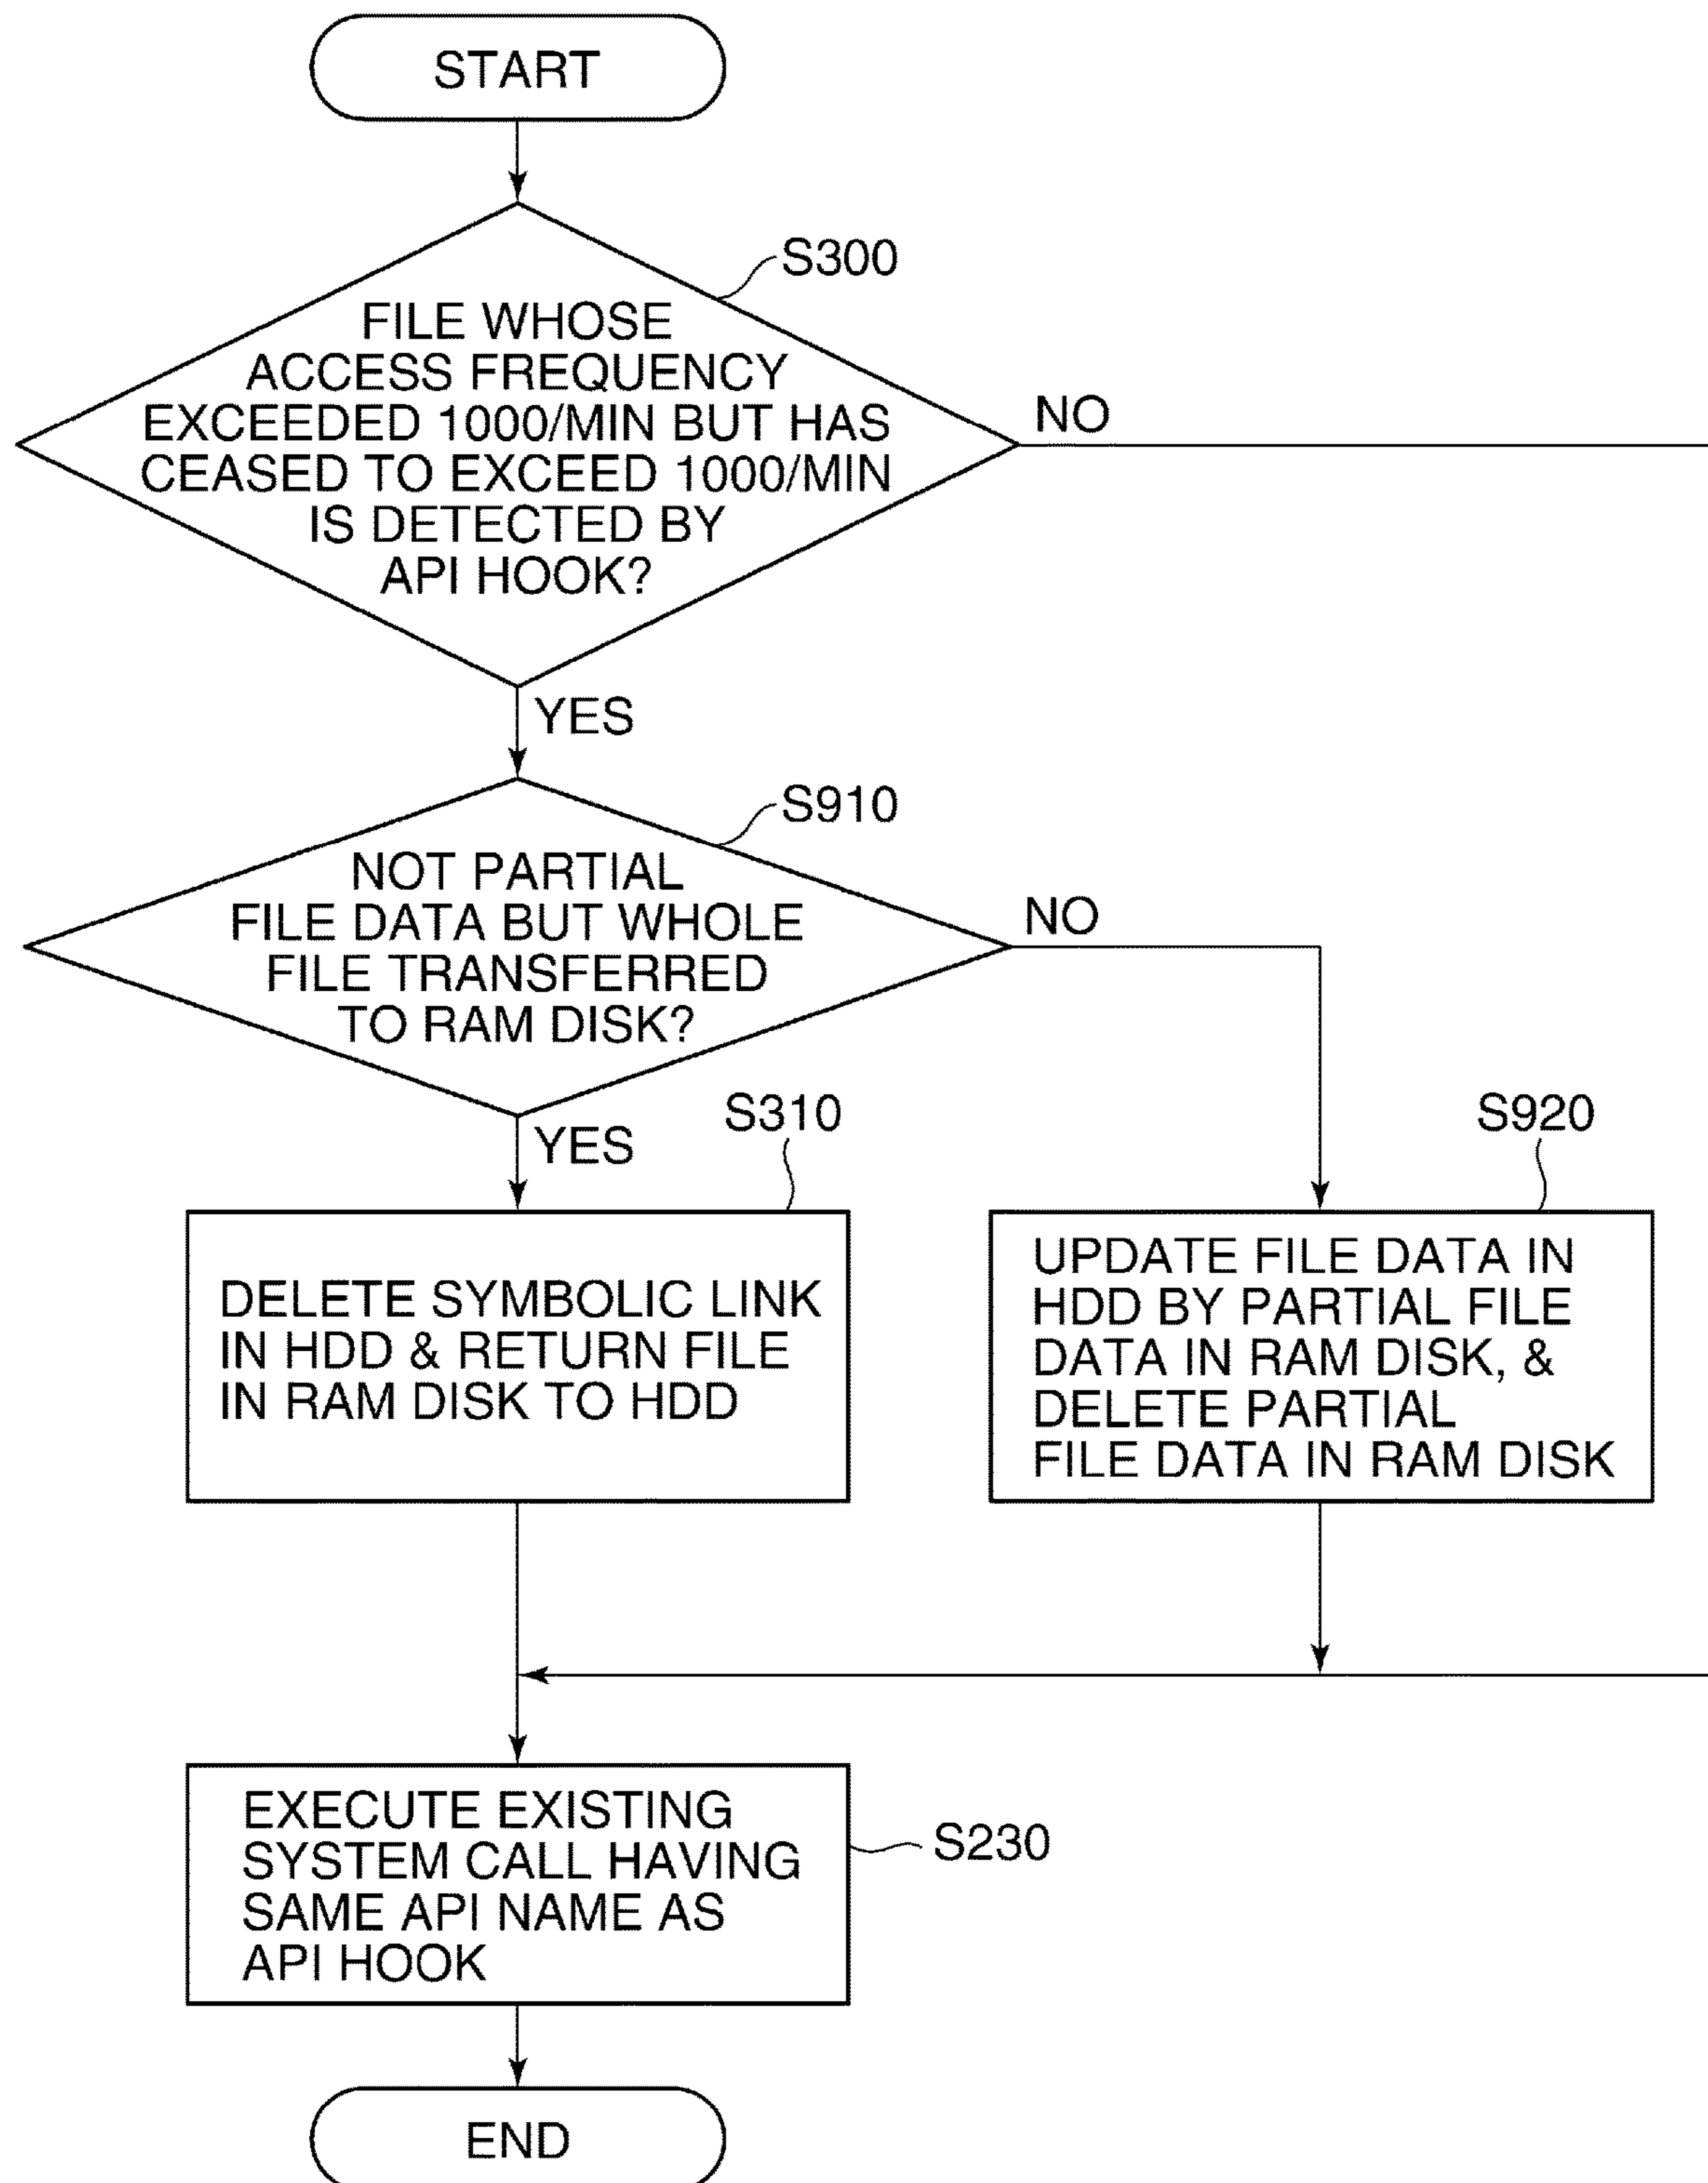 START
S300
FILE WHOSE
ACCESS FREQUENCY
EXCEEDED 1000/MIN BUT HAS
CEASED TO EXCEED 1000/MIN
IS DETECTED BY
API HOOK?
NO
YES
S910
NOT PARTIAL
FILE DATA BUT WHOLE
FILE TRANSFERRED
TO RAM DISK?
NO
YES
S310
DELETE SYMBOLIC LINK
IN HDD & RETURN FILE
IN RAM DISK TO HDD
S920
UPDATE FILE DATA IN
HDD BY PARTIAL FILE
DATA IN RAM DISK, &
DELETE PARTIAL
FILE DATA IN RAM DISK
EXECUTE EXISTING
SYSTEM CALL HAVING
SAME API NAME AS
API HOOK
S230
END